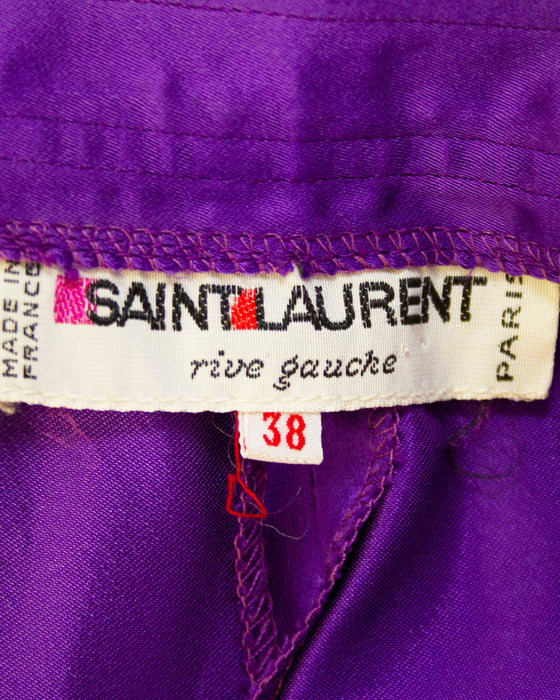 MADE IN
FRANCE
SAINT LAURENT
rive gauche
PARIS
38